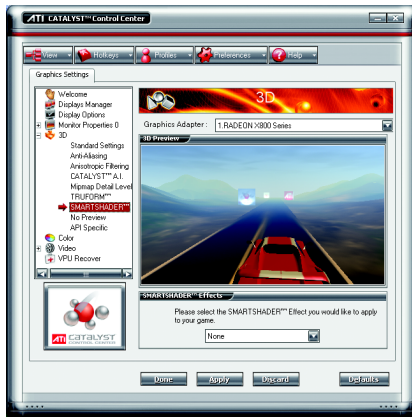 ATI CATALYST™ Control Center
View
Hotkeys
Profiles
Preferences
Help
Graphics Settings
Welcome
Displays Manager
Display Options
Monitor Properties 0
3D
Standard Settings
Anti-Aliasing
Anisotropic Filtering
CATALYST™ A.I.
Mipmap Detail Level
TRUFORM™
SMARTSHADER™
No Preview
API Specific
Color
Video
VPU Recover
ATI CATALYST
CONTROL CENTER
3D
Graphics Adapter :
1.RADEON X800 Series
3D Preview
SMARTSHADER™ Effects
Please select the SMARTSHADER™ Effect you would like to apply
to your game.
None
Done
Apply
Discard
Defaults